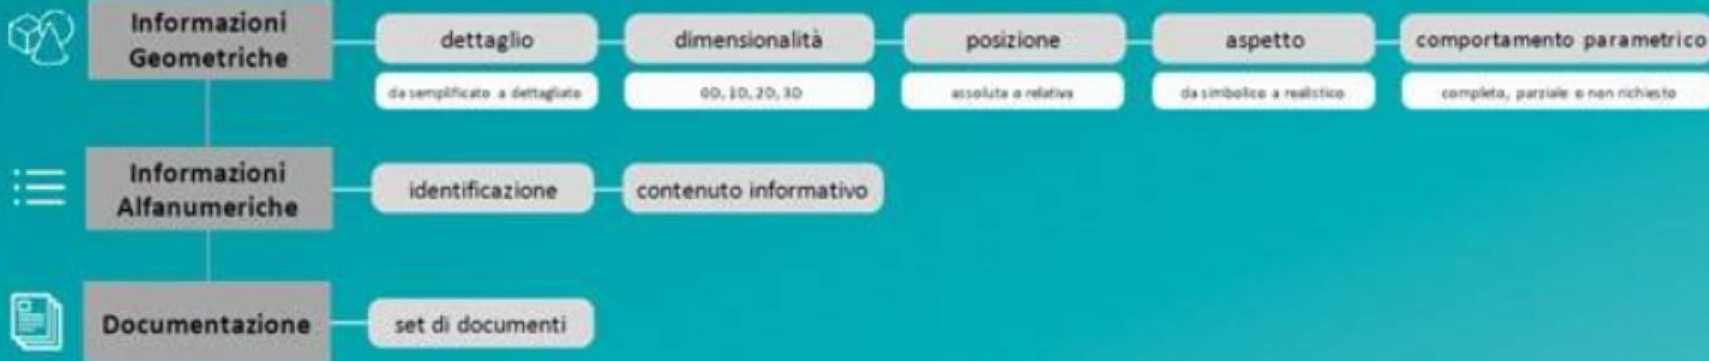 Informazioni
Geometriche
dettaglio
dimensionalità
posizione
aspetto
comportamento parametrico
da semplificato a dettagliato
0D, 1D, 2D, 3D
assoluta o relativa
da simbolico a realistico
completo, parziale o non richiesto
Informazioni
Alfanumeriche
identificazione
contenuto informativo
Documentazione
set di documenti